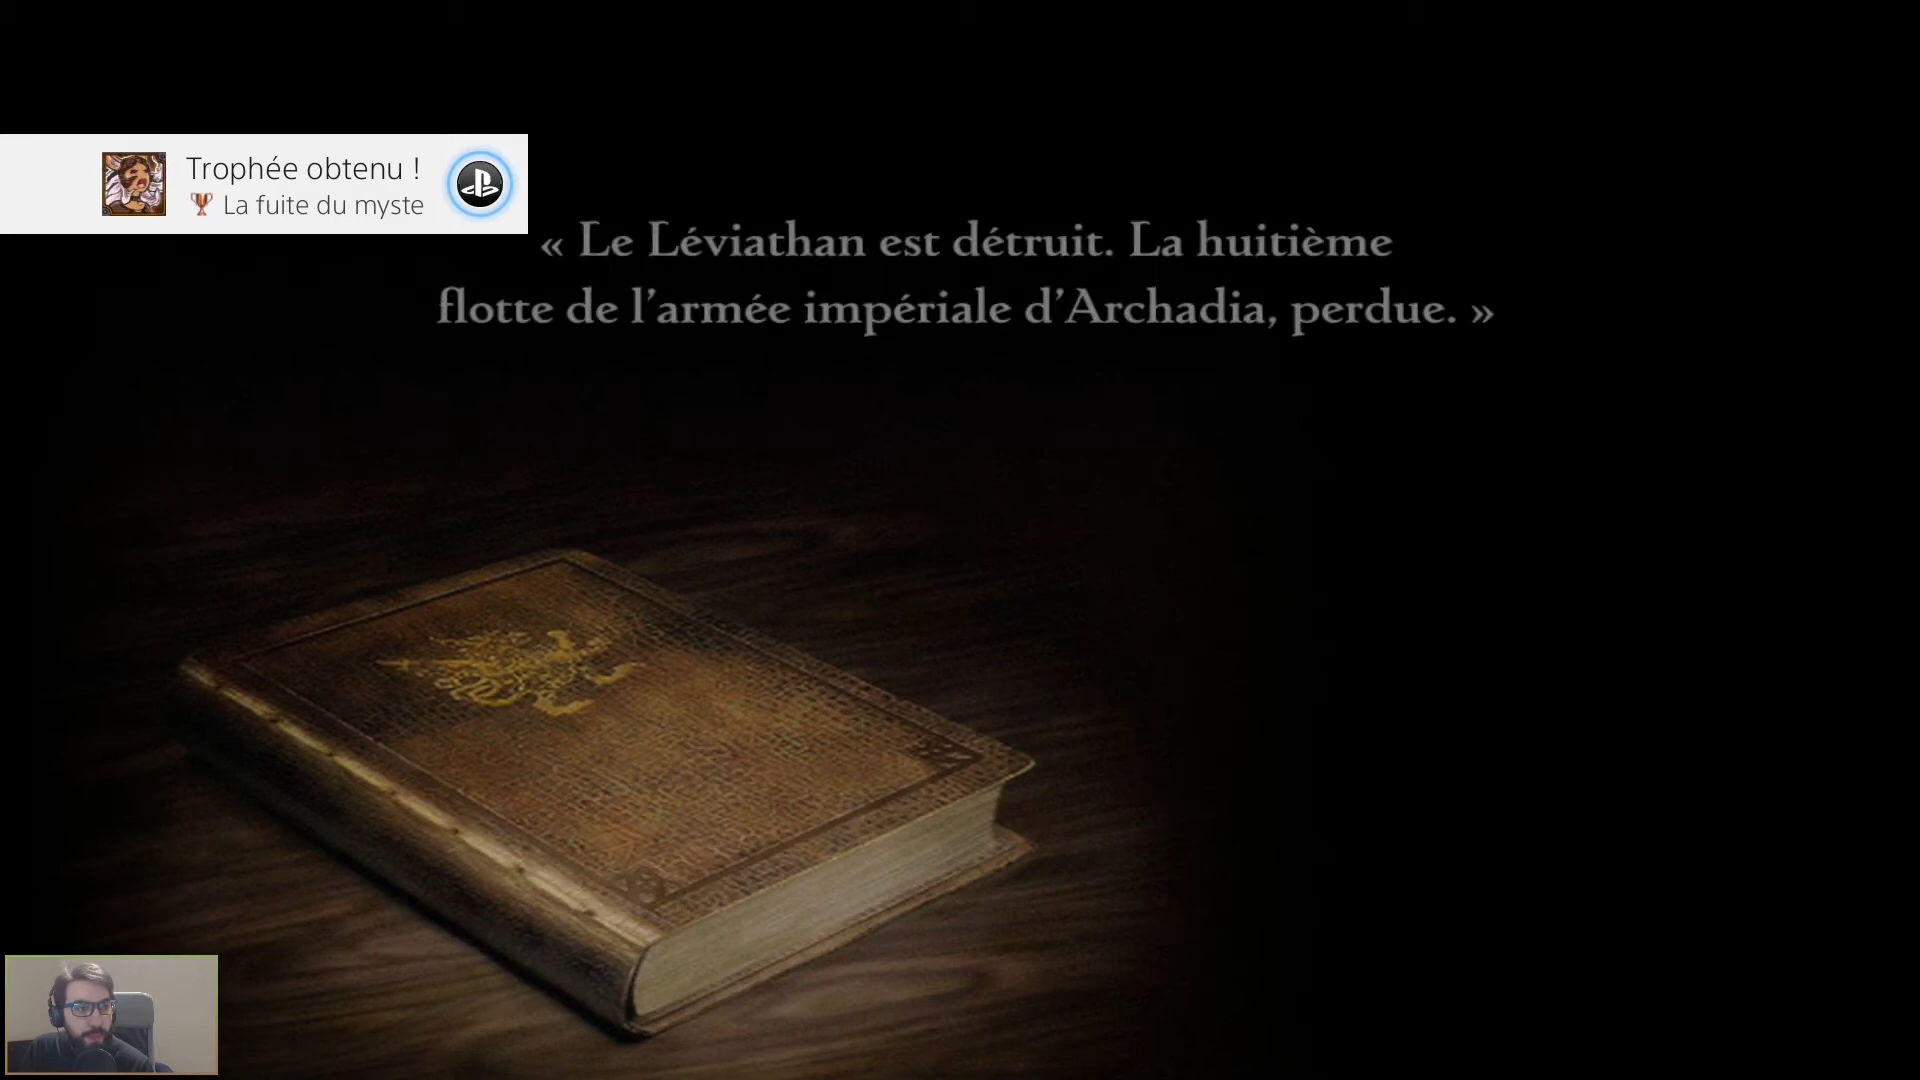 Trophée obtenu !
La fuite du myste
« Le Léviathan est détruit. La huitième
flotte de l’armée impériale d’Archadia, perdue. »